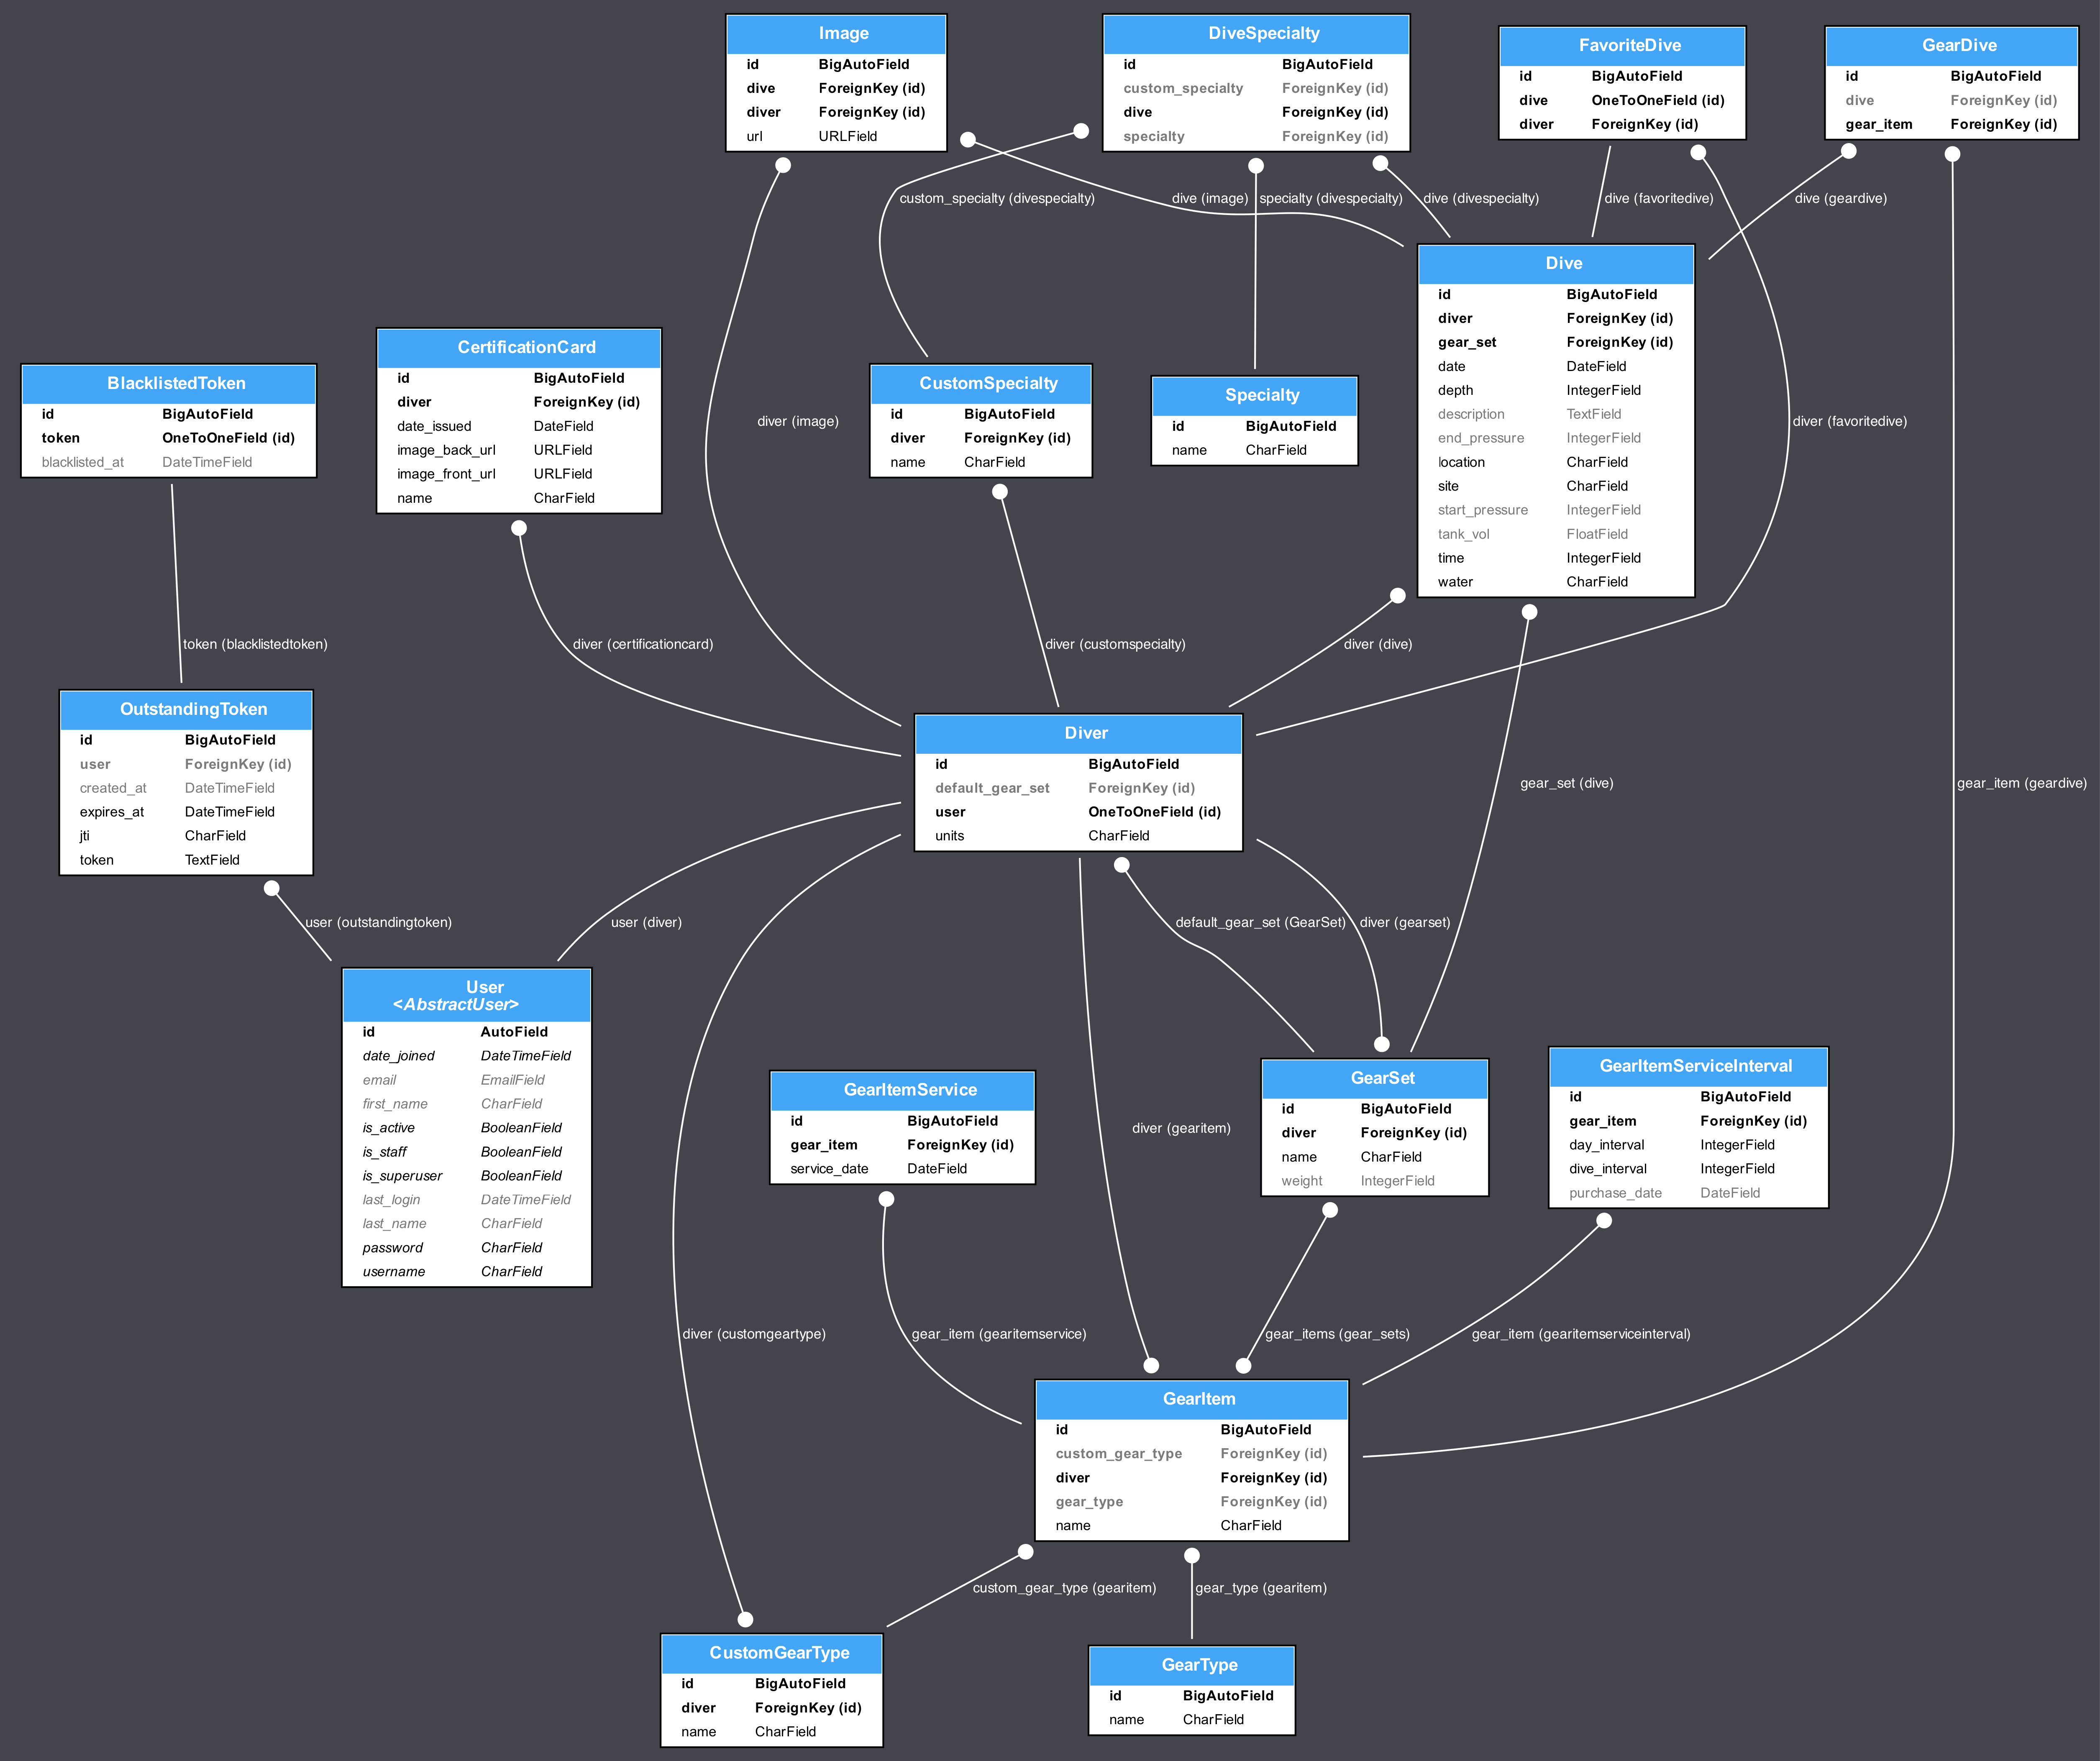 Image
id BigAutoField
dive ForeignKey (id)
diver ForeignKey (id)
url URLField
DiveSpecialty
id BigAutoField
custom_specialty ForeignKey (id)
dive ForeignKey (id)
specialty ForeignKey (id)
FavoriteDive
id BigAutoField
dive OneToOneField (id)
diver ForeignKey (id)
GearDive
id BigAutoField
dive ForeignKey (id)
gear_item ForeignKey (id)
custom_specialty (divespecialty)
dive (image)
specialty (divespecialty)
dive (divespecialty)
dive (favoritedive)
dive (geardive)
Dive
id BigAutoField
diver ForeignKey (id)
gear_set ForeignKey (id)
date DateField
depth IntegerField
description TextField
end_pressure IntegerField
location CharField
site CharField
start_pressure IntegerField
tank_vol FloatField
time IntegerField
water CharField
CertificationCard
id BigAutoField
diver ForeignKey (id)
date_issued DateField
image_back_url URLField
image_front_url URLField
name CharField
BlacklistedToken
id BigAutoField
token OneToOneField (id)
blacklisted_at DateTimeField
CustomSpecialty
id BigAutoField
diver ForeignKey (id)
name CharField
Specialty
id BigAutoField
name CharField
diver (image)
diver (favoritedive)
token (blacklistedtoken)
diver (certificationcard)
diver (customspecialty)
diver (dive)
OutstandingToken
id BigAutoField
user ForeignKey (id)
created_at DateTimeField
expires_at DateTimeField
jti CharField
token TextField
Diver
id BigAutoField
default_gear_set ForeignKey (id)
user OneToOneField (id)
units CharField
gear_set (dive)
gear_item (geardive)
user (outstandingtoken)
user (diver)
default_gear_set (GearSet)
diver (gearset)
User
<AbstractUser>
id AutoField
date_joined DateTimeField
email EmailField
first_name CharField
is_active BooleanField
is_staff BooleanField
is_superuser BooleanField
last_login DateTimeField
last_name CharField
password CharField
username CharField
GearItemService
id BigAutoField
gear_item ForeignKey (id)
service_date DateField
diver (gearitem)
GearSet
id BigAutoField
diver ForeignKey (id)
name CharField
weight IntegerField
GearItemServiceInterval
id BigAutoField
gear_item ForeignKey (id)
day_interval IntegerField
dive_interval IntegerField
purchase_date DateField
diver (customgeartype)
gear_item (gearitemservice)
gear_items (gear_sets)
gear_item (gearitemserviceinterval)
GearItem
id BigAutoField
custom_gear_type ForeignKey (id)
diver ForeignKey (id)
gear_type ForeignKey (id)
name CharField
custom_gear_type (gearitem)
gear_type (gearitem)
CustomGearType
id BigAutoField
diver ForeignKey (id)
name CharField
GearType
id BigAutoField
name CharField